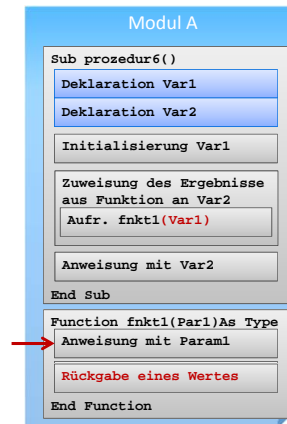 Modul A
Sub prozedur6()
Deklaration Var1
Deklaration Var2
Initialisierung Var1
Zuweisung des Ergebnisse
aus Funktion an Var2
Aufr. fnkt1(Var1)
Anweisung mit Var2
End Sub
Function fnkt1(Par1)As Type
Anweisung mit Param1
Rückgabe eines Wertes
End Function